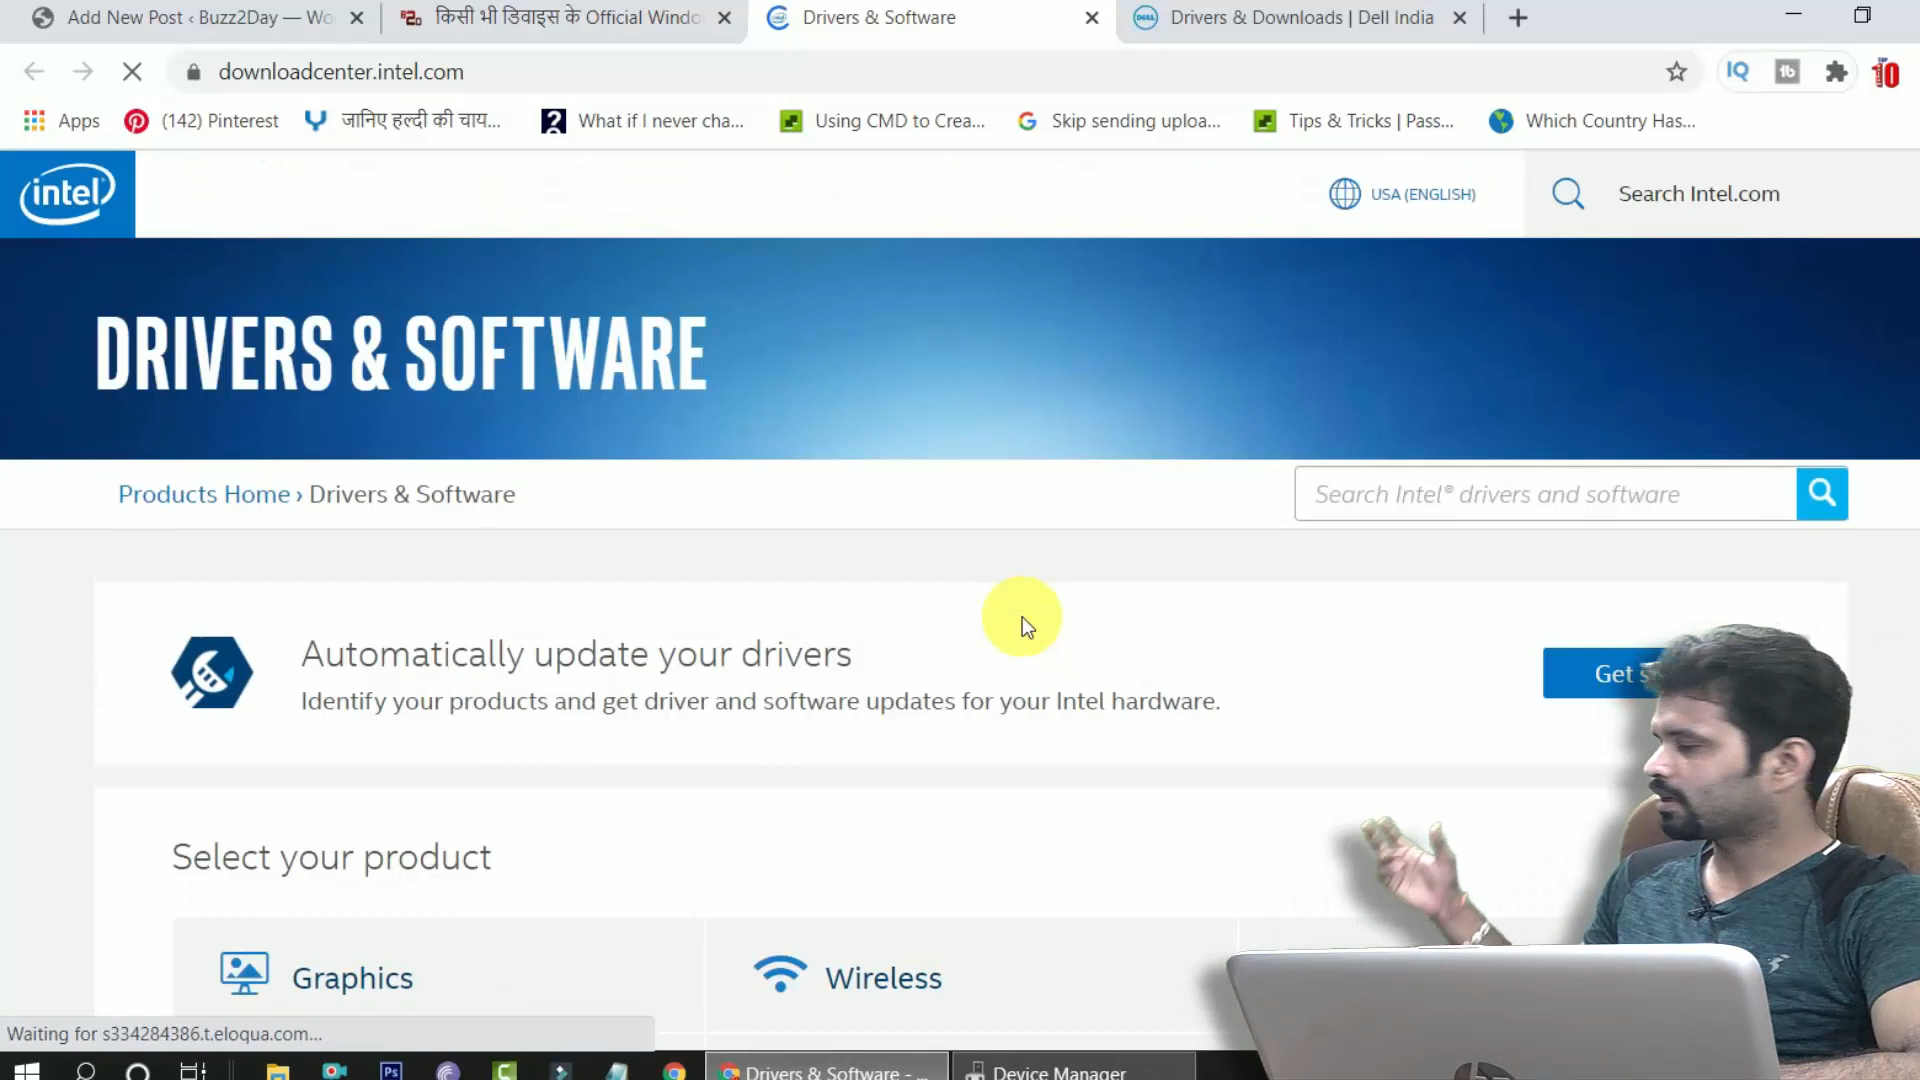 Add New Post ‹ Buzz2Day — Wo
किसी भी डिवाइस के Official Windo
Drivers & Software
Drivers & Downloads | Dell India
downloadcenter.intel.com
Apps
(142) Pinterest
जानिए हल्दी की चाय...
What if I never cha...
Using CMD to Crea...
Skip sending uploa...
Tips & Tricks | Pass...
Which Country Has...
intel
USA (ENGLISH)
Search Intel.com
DRIVERS & SOFTWARE
Products Home › Drivers & Software
Search Intel® drivers and software
Automatically update your drivers
Identify your products and get driver and software updates for your Intel hardware.
Get
Select your product
Graphics
Wireless
Waiting for s334284386.t.eloqua.com...
Drivers & Software - ...
Device Manager